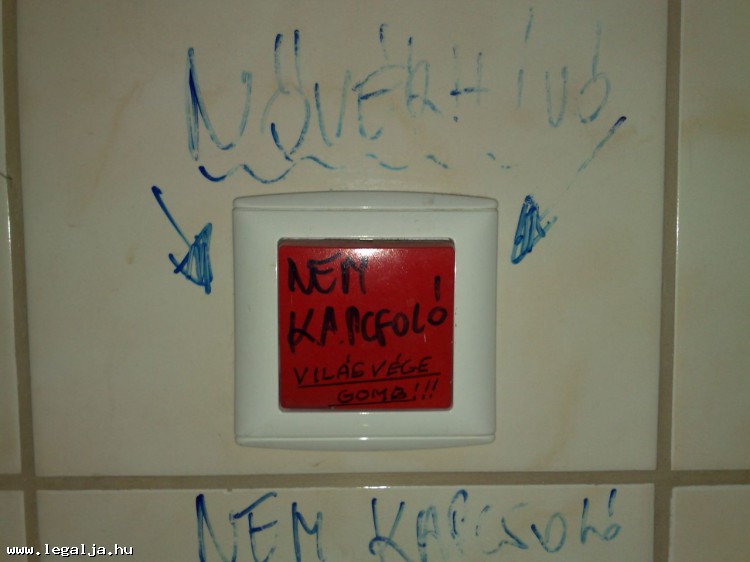 NŐVÉRHÍVÓ
NEM
KAPCSOLÓ!
VILÁGVÉGE
GOMB!!!
NEM KAPCSOLÓ
www.legalja.hu